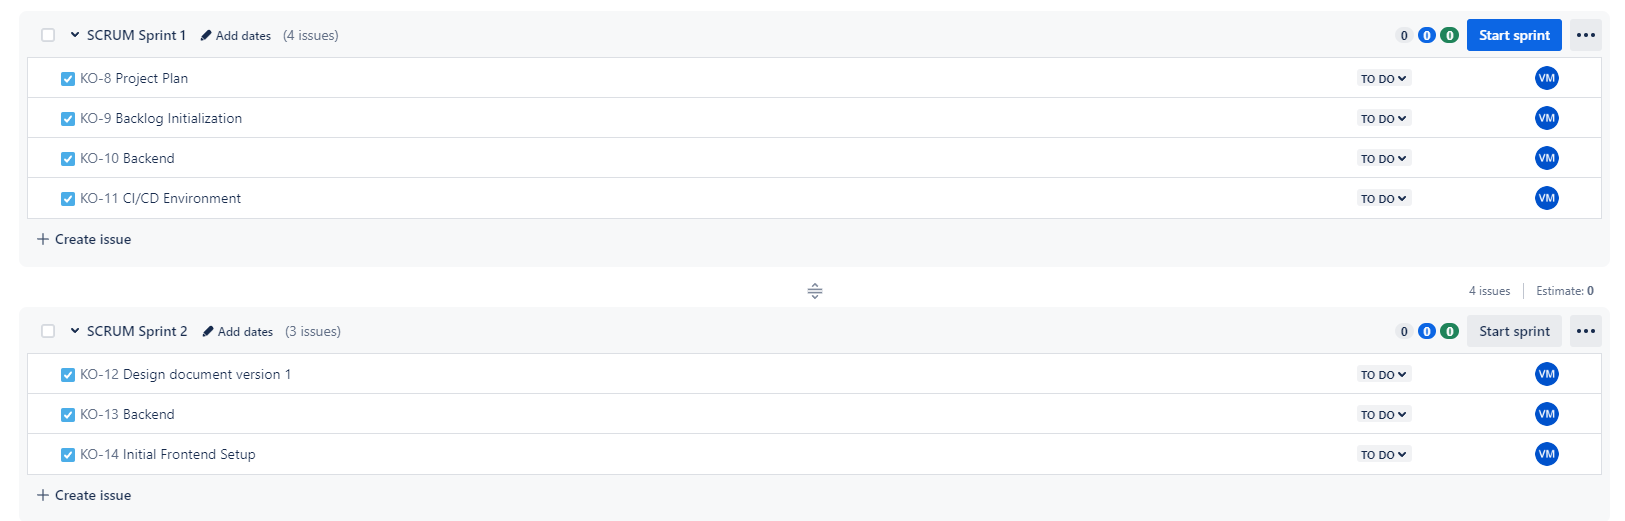 SCRUM Sprint 1 Add dates (4 issues) 0 0 0 Start sprint
KO-8 Project Plan TO DO VM
KO-9 Backlog Initialization TO DO VM
KO-10 Backend TO DO VM
KO-11 CI/CD Environment TO DO VM
Create issue
4 issues Estimate: 0
SCRUM Sprint 2 Add dates (3 issues) 0 0 0 Start sprint
KO-12 Design document version 1 TO DO VM
KO-13 Backend TO DO VM
KO-14 Initial Frontend Setup TO DO VM
Create issue